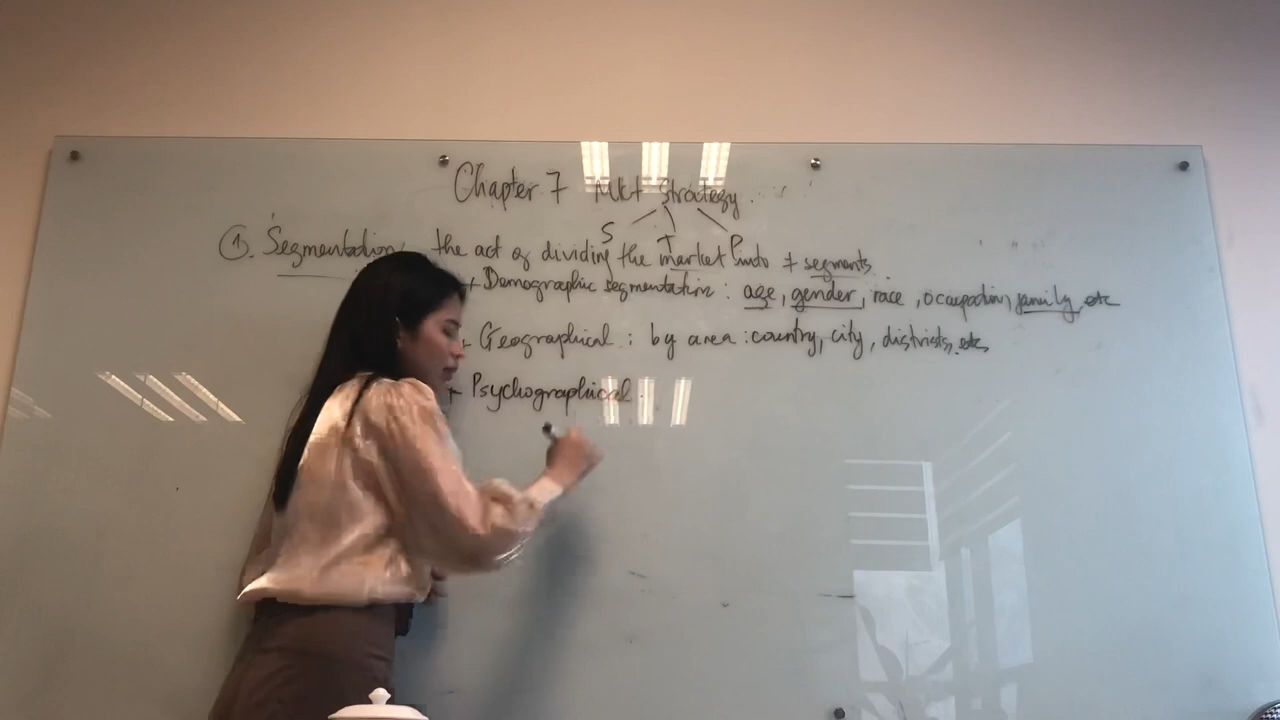 Chapter 7 Mkt Strategy
S T P
①. Segmentation: the act of dividing the market into ≠ segments.
+ Demographic segmentation: age, gender, race, occupation, family, etc
+ Geographical: by area: country, city, districts, etc
+ Psychographical